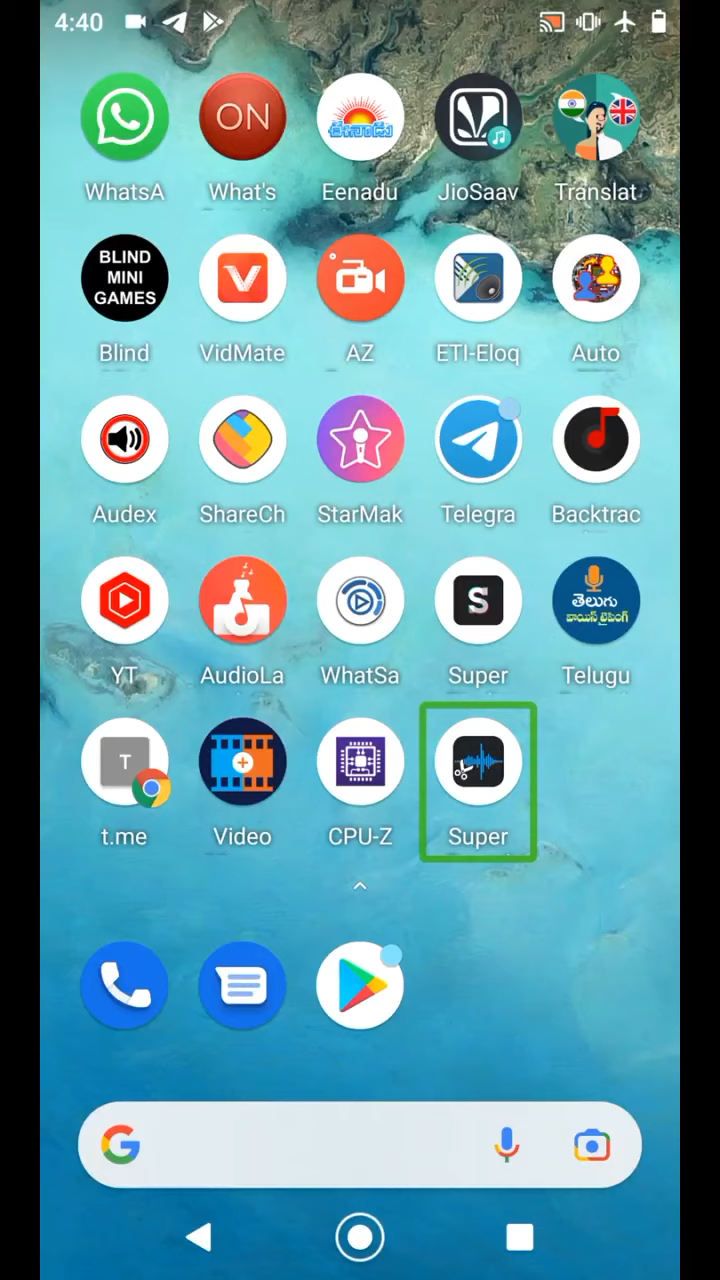 4:40
WhatsA
ON
What's
ఈనాడు
Eenadu
JioSaav
Translat
BLIND
MINI
GAMES
Blind
VidMate
AZ
ETI-Eloq
Auto
Audex
ShareCh
StarMak
Telegra
Backtrac
YT
AudioLa
WhatSa
S
Super
తెలుగు
వాయిస్ టైపింగ్
Telugu
T
t.me
Video
CPU-Z
Super
G